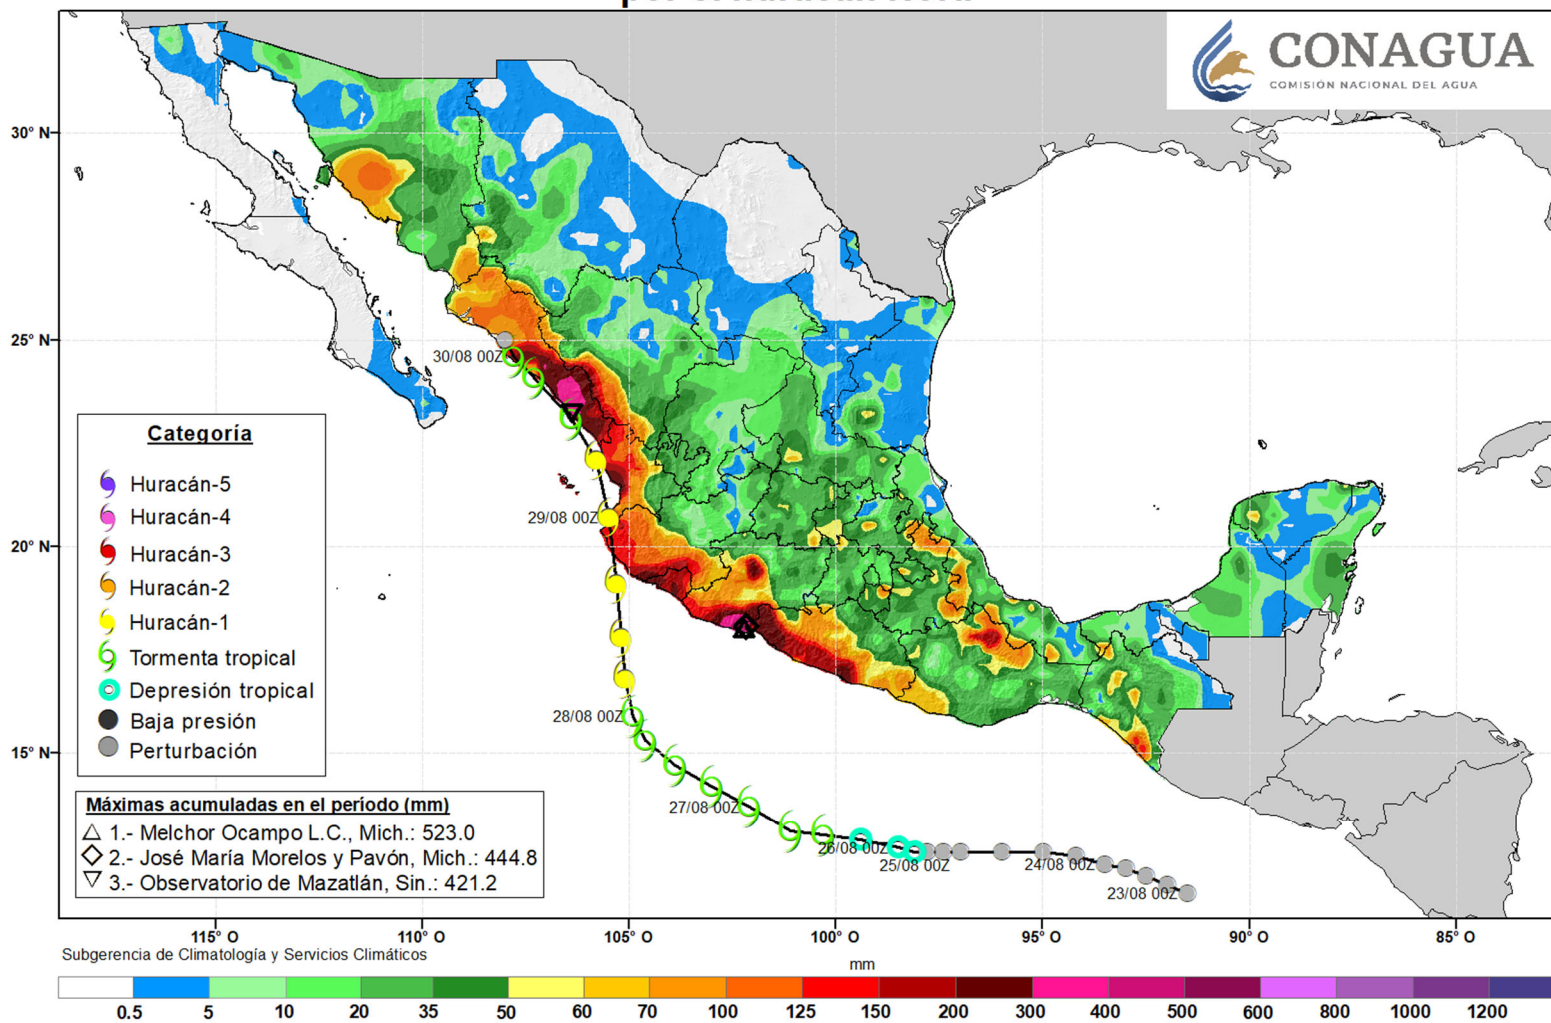 CONAGUA
COMISIÓN NACIONAL DEL AGUA
30° N
25° N
20° N
15° N
30/08 00Z
29/08 00Z
28/08 00Z
27/08 00Z
26/08 00Z
25/08 00Z
24/08 00Z
23/08 00Z
Categoría
Huracán-5
Huracán-4
Huracán-3
Huracán-2
Huracán-1
Tormenta tropical
Depresión tropical
Baja presión
Perturbación
Máximas acumuladas en el período (mm)
1.- Melchor Ocampo L.C., Mich.: 523.0
2.- José María Morelos y Pavón, Mich.: 444.8
3.- Observatorio de Mazatlán, Sin.: 421.2
115° O 110° O 105° O 100° O 95° O 90° O 85° O
Subgerencia de Climatología y Servicios Climáticos
mm
0.5 5 10 20 35 50 60 70 100 125 150 200 300 400 500 600 800 1000 1200